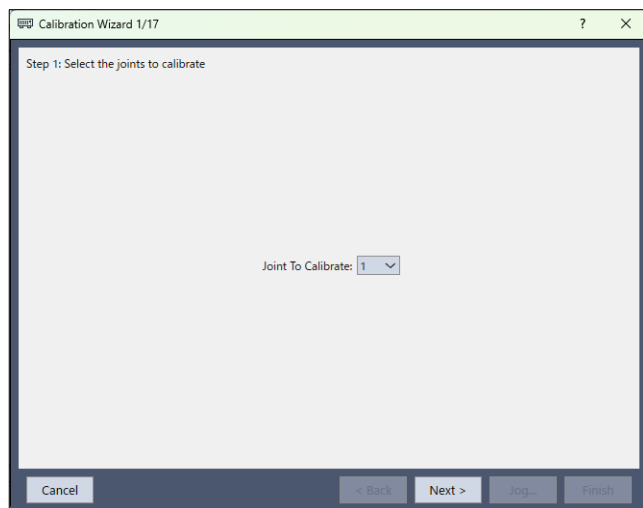 Calibration Wizard 1/17 ?
Step 1: Select the joints to calibrate
Joint To Calibrate: 1
Cancel < Back Next > Jog... Finish